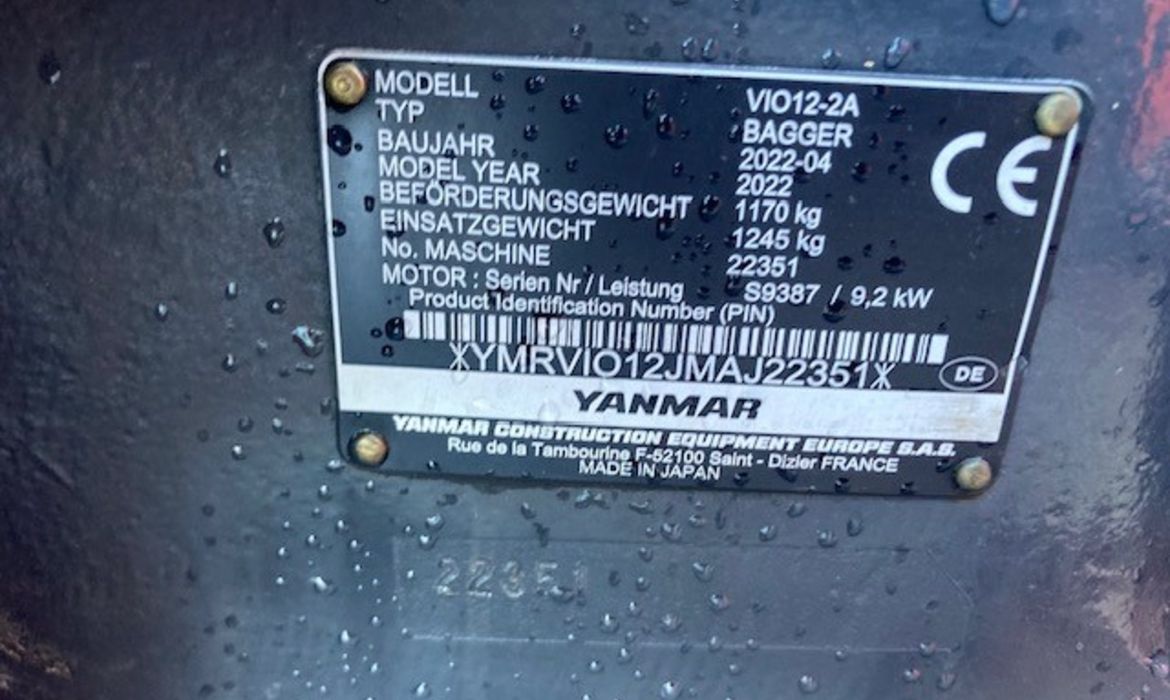 MODELL VIO12-2A
TYP BAGGER
BAUJAHR 2022-04
MODEL YEAR 2022
BEFÖRDERUNGSGEWICHT 1170 kg
EINSATZGEWICHT 1245 kg
No. MASCHINE 22351
MOTOR : Serien Nr / Leistung S9387 / 9,2 kW
Product Identification Number (PIN)
XYMRVIO12JMAJ22351X
DE
CE
YANMAR
YANMAR CONSTRUCTION EQUIPMENT EUROPE S.A.S.
Rue de la Tambourine F-52100 Saint - Dizier FRANCE
MADE IN JAPAN
22351